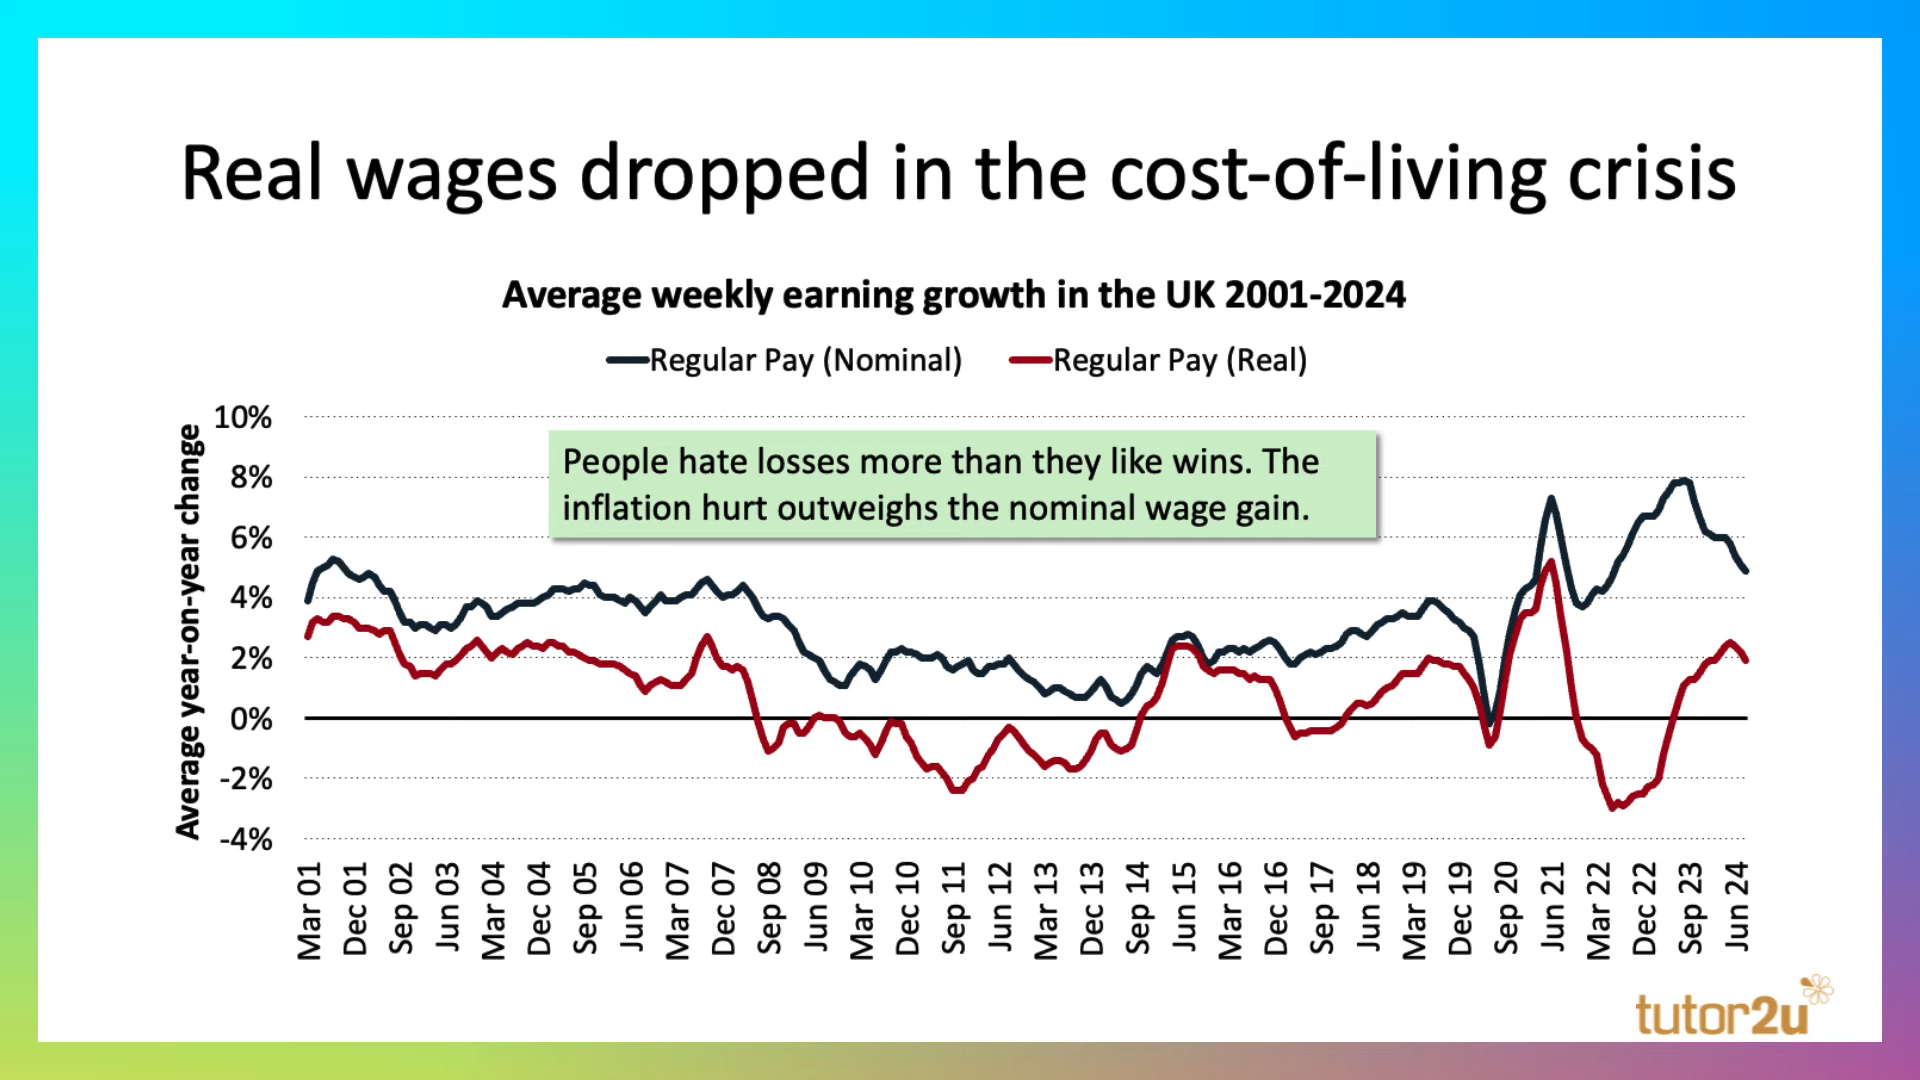 Real wages dropped in the cost-of-living crisis
Average weekly earning growth in the UK 2001-2024
Regular Pay (Nominal)
Regular Pay (Real)
People hate losses more than they like wins. The
inflation hurt outweighs the nominal wage gain.
Average year-on-year change
10%
8%
6%
4%
2%
0%
-2%
-4%
Mar 01
Dec 01
Sep 02
Jun 03
Mar 04
Dec 04
Sep 05
Jun 06
Mar 07
Dec 07
Sep 08
Jun 09
Mar 10
Dec 10
Sep 11
Jun 12
Mar 13
Dec 13
Sep 14
Jun 15
Mar 16
Dec 16
Sep 17
Jun 18
Mar 19
Dec 19
Sep 20
Jun 21
Mar 22
Dec 22
Sep 23
Jun 24
tutor2u